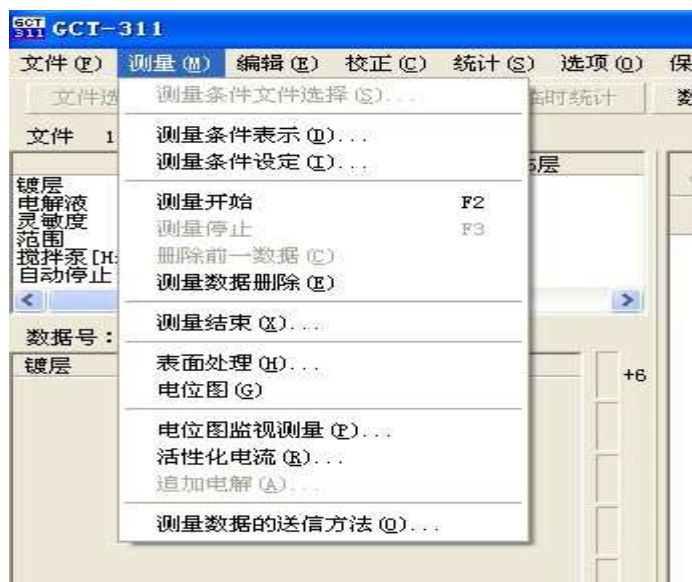 GCT 311 GCT-311
文件(F) 测量(M) 编辑(E) 校正(C) 统计(S) 选项(O) 保
文件选 临时统计 数
测量条件文件选择(S)...
文件 1
测量条件表示(D)...
测量条件设定(I)...
5层
镀层
电解液
灵敏度
范围
搅拌泵[H:
自动停止
测量开始 F2
测量停止 F3
删除前一数据(C)
测量数据删除(E)
测量结束(X)...
数据号:
镀层
表面处理(H)...
电位图(G)
+6
电位图监视测量(P)...
活性化电流(R)...
追加电解(A)...
测量数据的送信方法(O)...